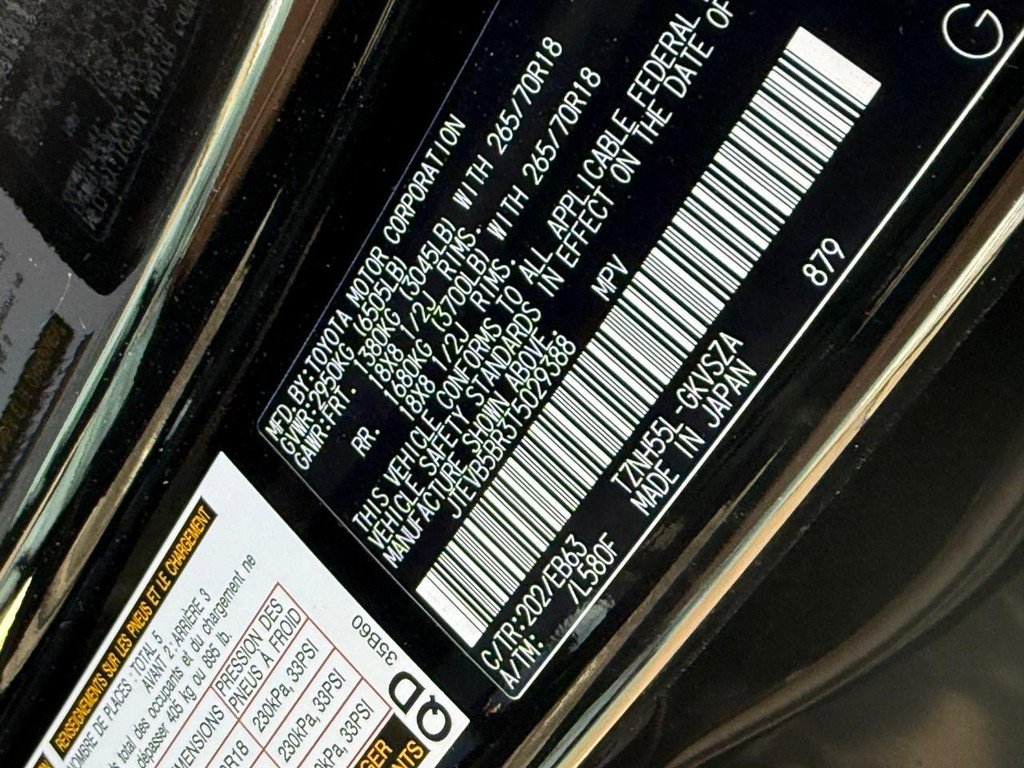 MFD.BY:TOYOTA MOTOR CORPORATION
GVWR:2950KG (6505LB)
GAWR:FRT. 1380KG (3045LB) WITH 265/70R18
18X8 1/2J RIMS.
RR. 1680KG (3700LB) WITH 265/70R18
18X8 1/2J RIMS.
THIS VEHICLE CONFORMS TO ALL APPLICABLE FEDERAL
VEHICLE SAFETY STANDARDS IN EFFECT ON THE DATE OF
MANUFACTURE SHOWN ABOVE.
JTEVB5BR3T5029388 MPV
879
C/TR:202/EB63 TZNH55L-GKVSZA
A/TM: /L580F MADE IN JAPAN
G
RENSEIGNEMENTS SUR LES PNEUS ET LE CHARGEMENT
NOMBRE DE PLACES : TOTAL 5
AVANT 2 : ARRIÈRE 3
total des occupants et du chargement ne
dépasser 405 kg ou 895 lb.
PRESSION DES
PNEUS À FROID
230kPa, 33PSI
230kPa, 33PSI
33PSI
35B60
QD